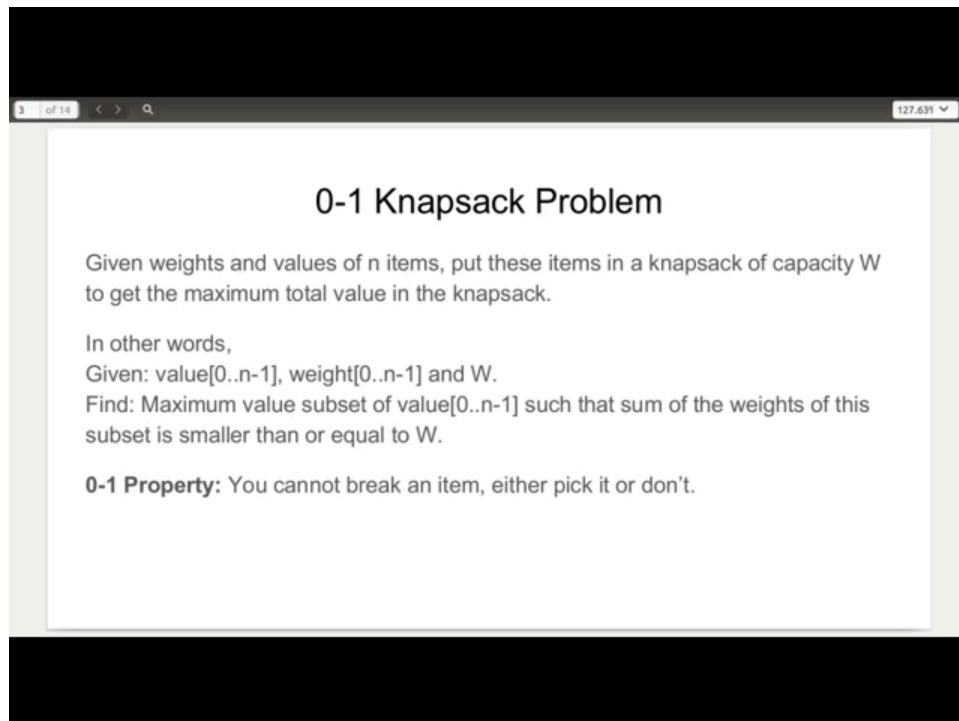 3 of 14
127.63%
0-1 Knapsack Problem
Given weights and values of n items, put these items in a knapsack of capacity W
to get the maximum total value in the knapsack.
In other words,
Given: value[0..n-1], weight[0..n-1] and W.
Find: Maximum value subset of value[0..n-1] such that sum of the weights of this
subset is smaller than or equal to W.
0-1 Property: You cannot break an item, either pick it or don't.